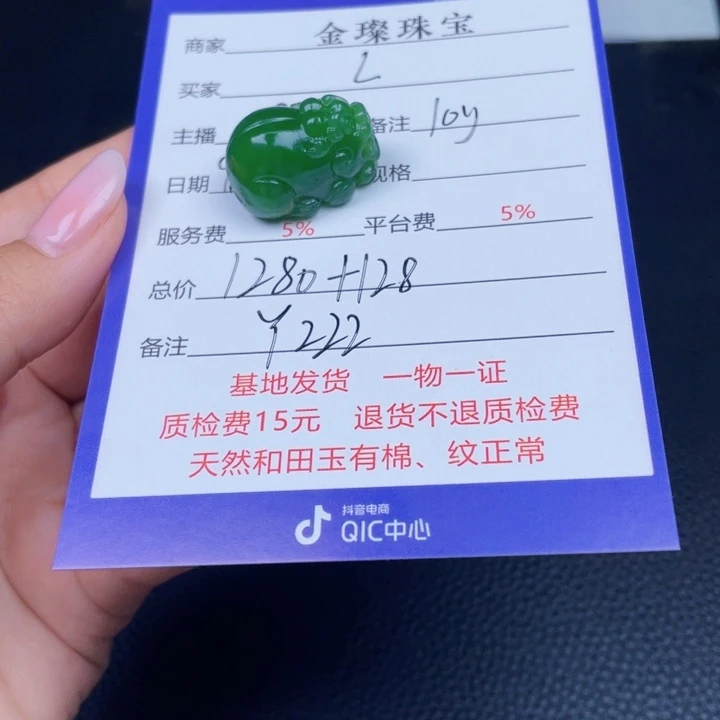 商家 金璨珠宝
买家 L
主播 备注 10y
日期 规格
服务费 5% 平台费 5%
总价 1280+128
备注 ¥222
基地发货 一物一证
质检费15元 退货不退质检费
天然和田玉有棉、纹正常
抖音电商
QIC中心